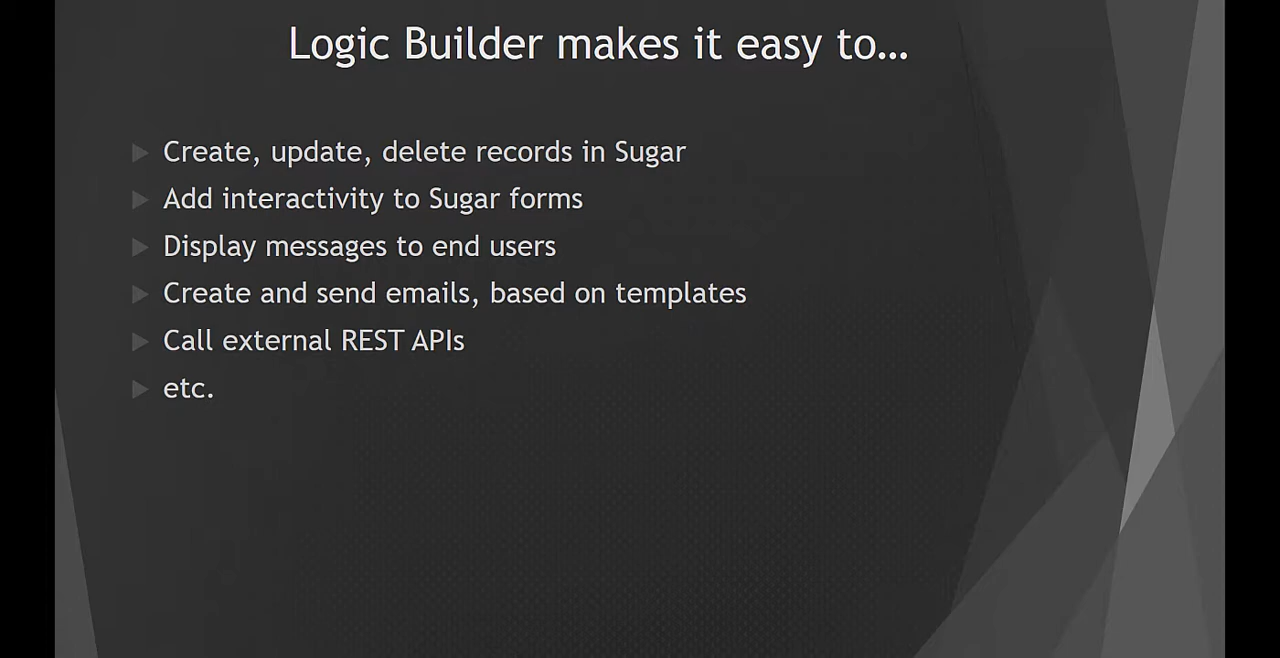 Logic Builder makes it easy to…
Create, update, delete records in Sugar
Add interactivity to Sugar forms
Display messages to end users
Create and send emails, based on templates
Call external REST APIs
etc.